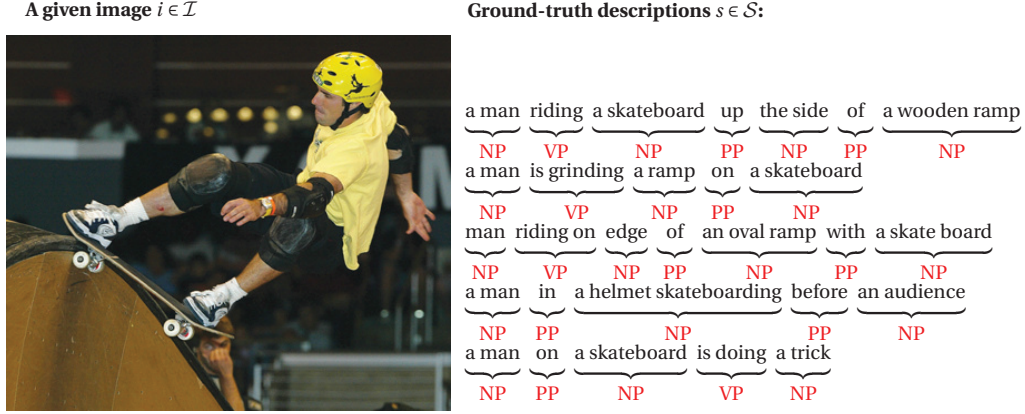 A given image i ∈ ℐ
Ground-truth descriptions s ∈ 𝒮:
a man riding a skateboard up the side of a wooden ramp
NP VP NP PP NP PP NP
a man is grinding a ramp on a skateboard
NP VP NP PP NP
man riding on edge of an oval ramp with a skate board
NP VP NP PP NP PP NP
a man in a helmet skateboarding before an audience
NP PP NP PP NP
a man on a skateboard is doing a trick
NP PP NP VP NP